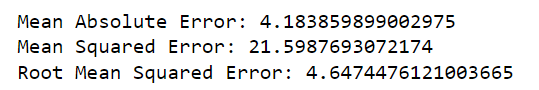 Mean Absolute Error: 4.183859899002975
Mean Squared Error: 21.5987693072174
Root Mean Squared Error: 4.6474476121003665